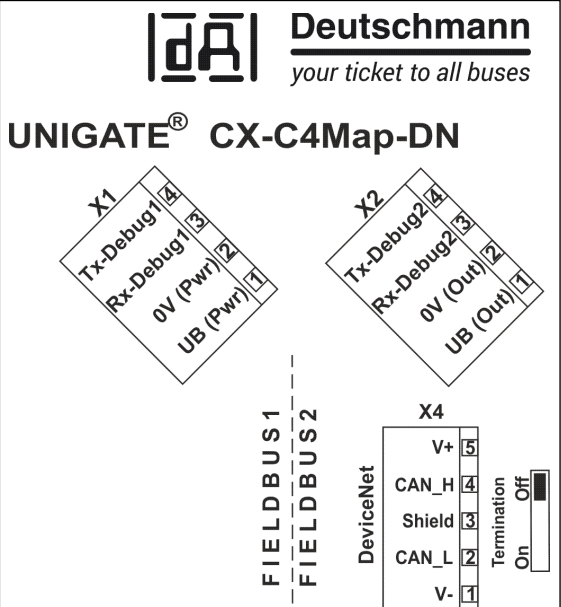 dA
Deutschmann
your ticket to all buses
UNIGATE® CX-C4Map-DN
X1
Tx-Debug1 4
Rx-Debug1 3
0V (Pwr) 2
UB (Pwr) 1
X2
Tx-Debug2 4
Rx-Debug2 3
0V (Out) 2
UB (Out) 1
FIELDBUS1
FIELDBUS2
X4
DeviceNet
V+ 5
CAN_H 4
Shield 3
CAN_L 2
V- 1
Termination
Off
On